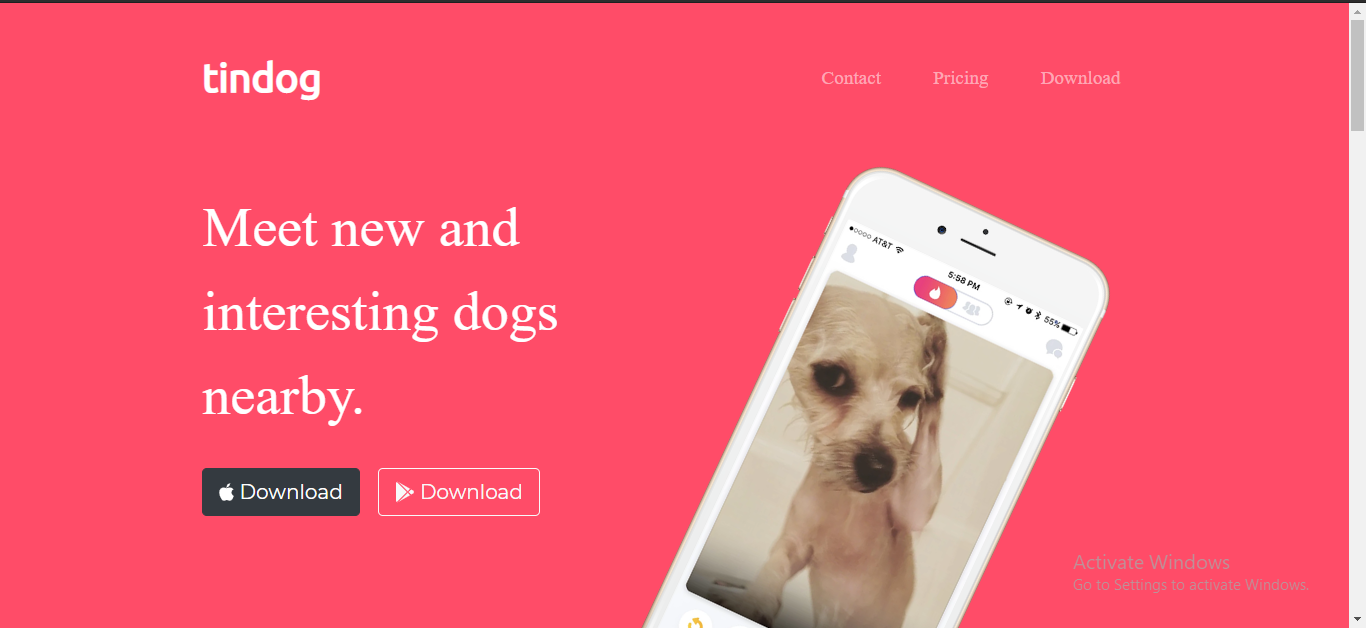 tindog
Contact Pricing Download
Meet new and
interesting dogs
nearby.
Download Download
AT&T
5:58 PM
55%
Activate Windows
Go to Settings to activate Windows.